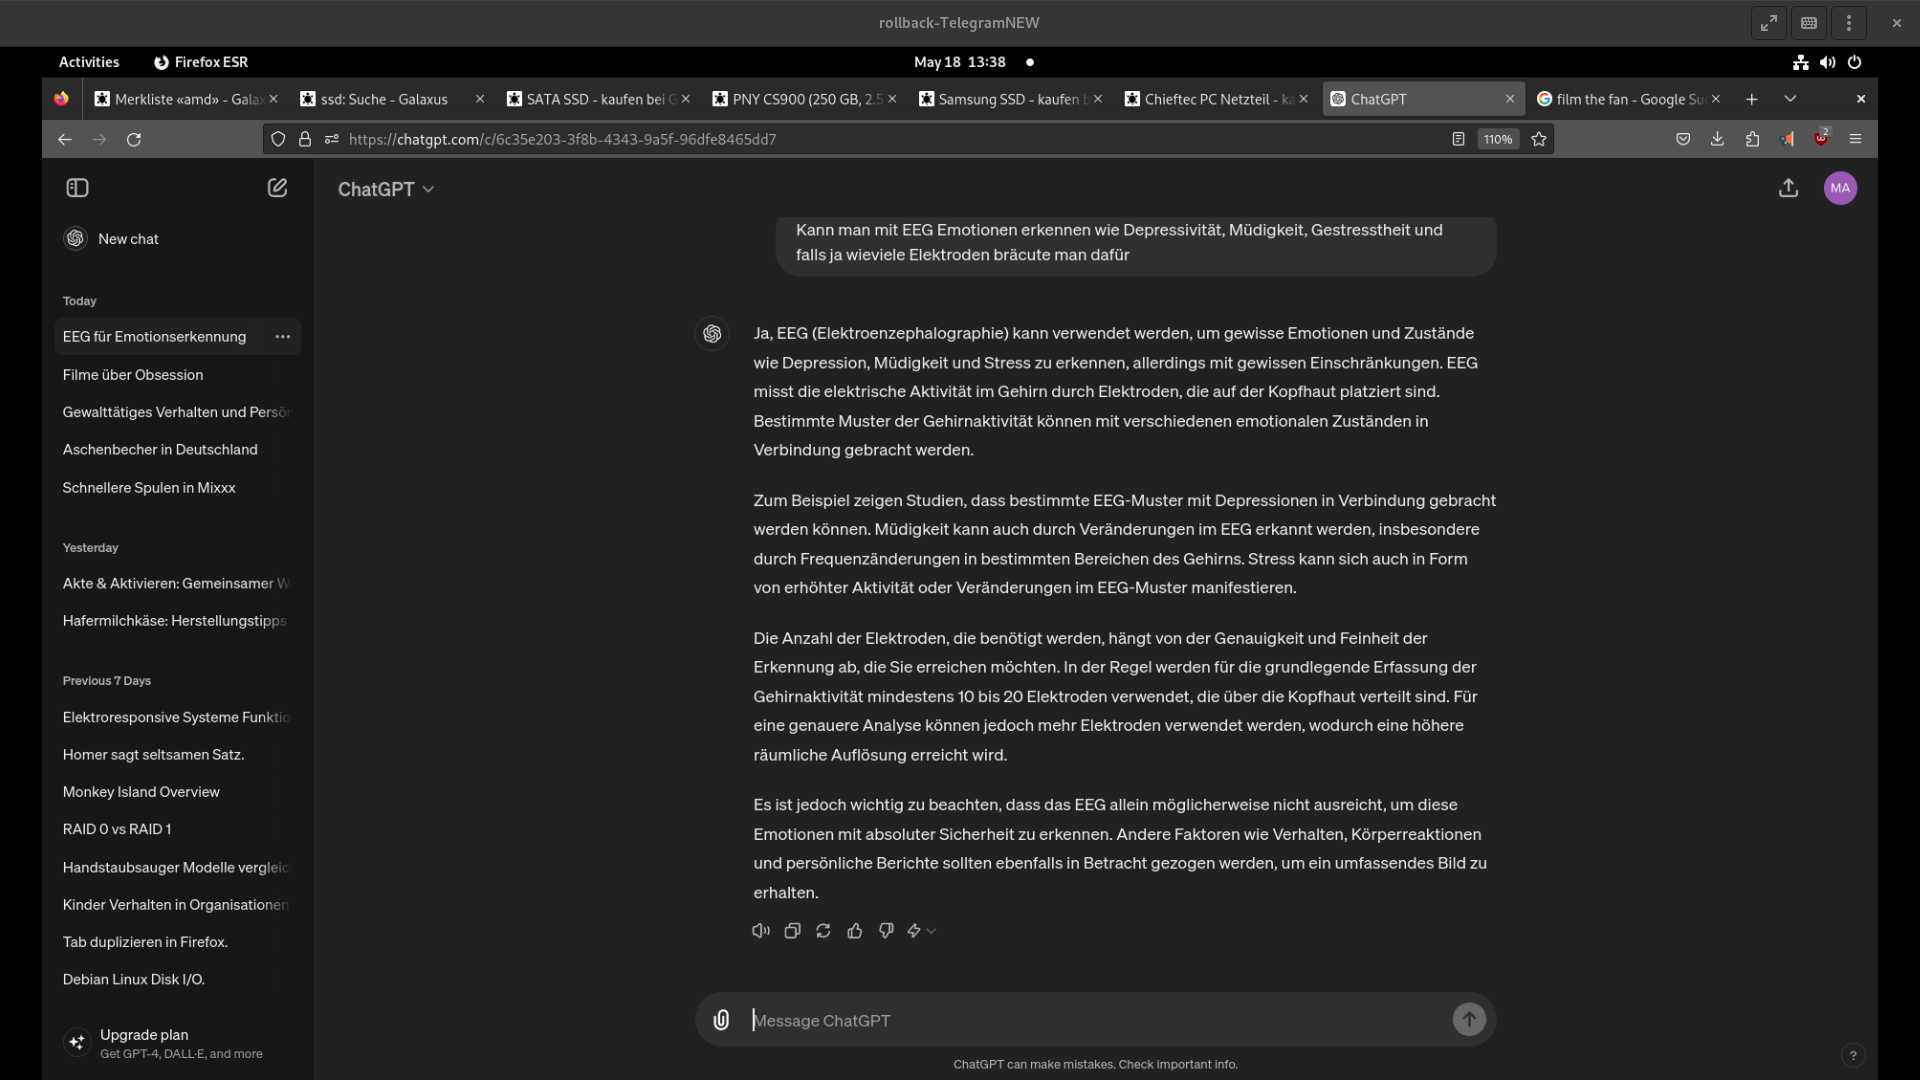 rollback-TelegramNEW
Activities
Firefox ESR
May 18 13:38
Merkliste «amd» - Galax
ssd: Suche - Galaxus
SATA SSD - kaufen bei G
PNY CS900 (250 GB, 2.5
Samsung SSD - kaufen b
Chieftec PC Netzteil - ka
ChatGPT
film the fan - Google Su
https://chatgpt.com/c/6c35e203-3f8b-4343-9a5f-96dfe8465dd7
110%
2
ChatGPT
MA
New chat
Today
EEG für Emotionserkennung
Filme über Obsession
Gewalttätiges Verhalten und Persön
Aschenbecher in Deutschland
Schnellere Spulen in Mixxx
Yesterday
Akte & Aktivieren: Gemeinsamer W
Hafermilchkäse: Herstellungstipps
Previous 7 Days
Elektroresponsive Systeme Funktio
Homer sagt seltsamen Satz.
Monkey Island Overview
RAID 0 vs RAID 1
Handstaubsauger Modelle vergleic
Kinder Verhalten in Organisationen
Tab duplizieren in Firefox.
Debian Linux Disk I/O.
Upgrade plan
Get GPT-4, DALL·E, and more
Kann man mit EEG Emotionen erkennen wie Depressivität, Müdigkeit, Gestresstheit und
falls ja wieviele Elektroden bräcute man dafür
Ja, EEG (Elektroenzephalographie) kann verwendet werden, um gewisse Emotionen und Zustände
wie Depression, Müdigkeit und Stress zu erkennen, allerdings mit gewissen Einschränkungen. EEG
misst die elektrische Aktivität im Gehirn durch Elektroden, die auf der Kopfhaut platziert sind.
Bestimmte Muster der Gehirnaktivität können mit verschiedenen emotionalen Zuständen in
Verbindung gebracht werden.
Zum Beispiel zeigen Studien, dass bestimmte EEG-Muster mit Depressionen in Verbindung gebracht
werden können. Müdigkeit kann auch durch Veränderungen im EEG erkannt werden, insbesondere
durch Frequenzänderungen in bestimmten Bereichen des Gehirns. Stress kann sich auch in Form
von erhöhter Aktivität oder Veränderungen im EEG-Muster manifestieren.
Die Anzahl der Elektroden, die benötigt werden, hängt von der Genauigkeit und Feinheit der
Erkennung ab, die Sie erreichen möchten. In der Regel werden für die grundlegende Erfassung der
Gehirnaktivität mindestens 10 bis 20 Elektroden verwendet, die über die Kopfhaut verteilt sind. Für
eine genauere Analyse können jedoch mehr Elektroden verwendet werden, wodurch eine höhere
räumliche Auflösung erreicht wird.
Es ist jedoch wichtig zu beachten, dass das EEG allein möglicherweise nicht ausreicht, um diese
Emotionen mit absoluter Sicherheit zu erkennen. Andere Faktoren wie Verhalten, Körperreaktionen
und persönliche Berichte sollten ebenfalls in Betracht gezogen werden, um ein umfassendes Bild zu
erhalten.
Message ChatGPT
ChatGPT can make mistakes. Check important info.
?